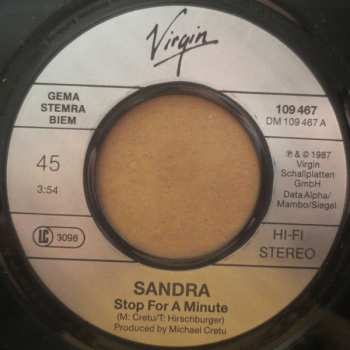 Virgin
GEMA
STEMRA
BIEM
109 467
DM 109 467 A
45
3:54
℗ & © 1987
Virgin
Schallplatten
GmbH
Data Alpha/
Mambo/Siegel
LC 3098
HI-FI
STEREO
SANDRA
Stop For A Minute
(M. Cretu/T. Hirschburger)
Produced by Michael Cretu